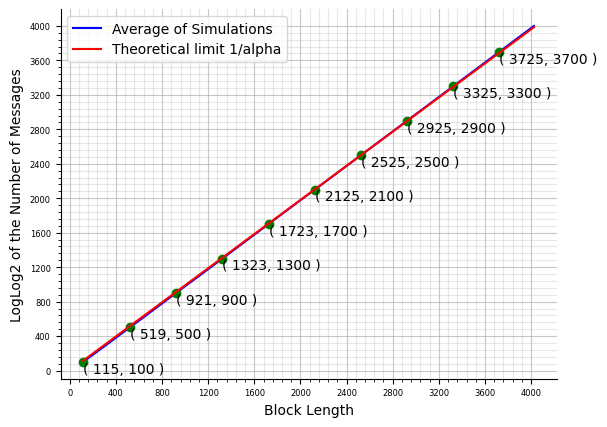 Average of Simulations
Theoretical limit 1/alpha
LogLog2 of the Number of Messages
4000
3600
3200
2800
2400
2000
1600
1200
800
400
0
( 3725, 3700 )
( 3325, 3300 )
( 2925, 2900 )
( 2525, 2500 )
( 2125, 2100 )
( 1723, 1700 )
( 1323, 1300 )
( 921, 900 )
( 519, 500 )
( 115, 100 )
0 400 800 1200 1600 2000 2400 2800 3200 3600 4000
Block Length